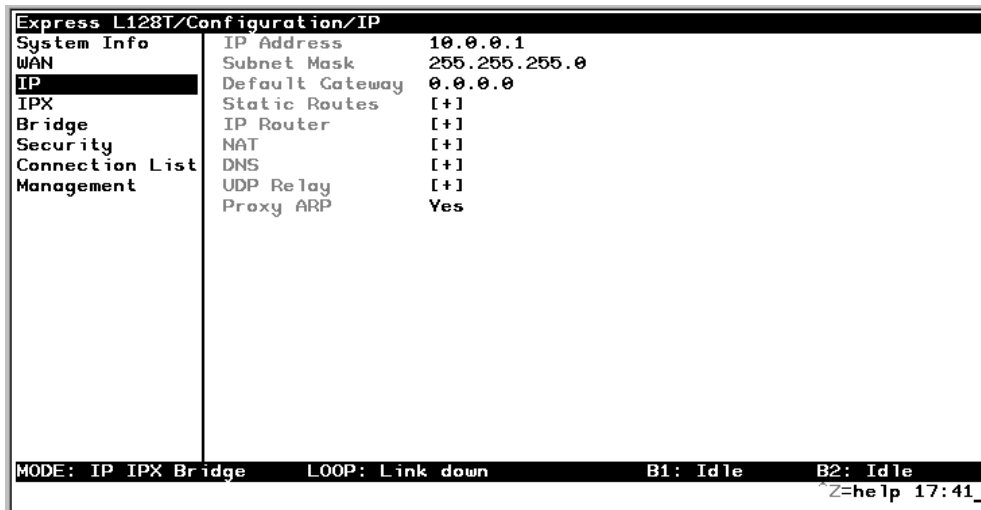 Express L128T/Configuration/IP
System Info IP Address 10.0.0.1
WAN Subnet Mask 255.255.255.0
IP Default Gateway 0.0.0.0
IPX Static Routes [+]
Bridge IP Router [+]
Security NAT [+]
Connection List DNS [+]
Management UDP Relay [+]
Proxy ARP Yes
MODE: IP IPX Bridge LOOP: Link down B1: Idle B2: Idle
^Z=help 17:41_